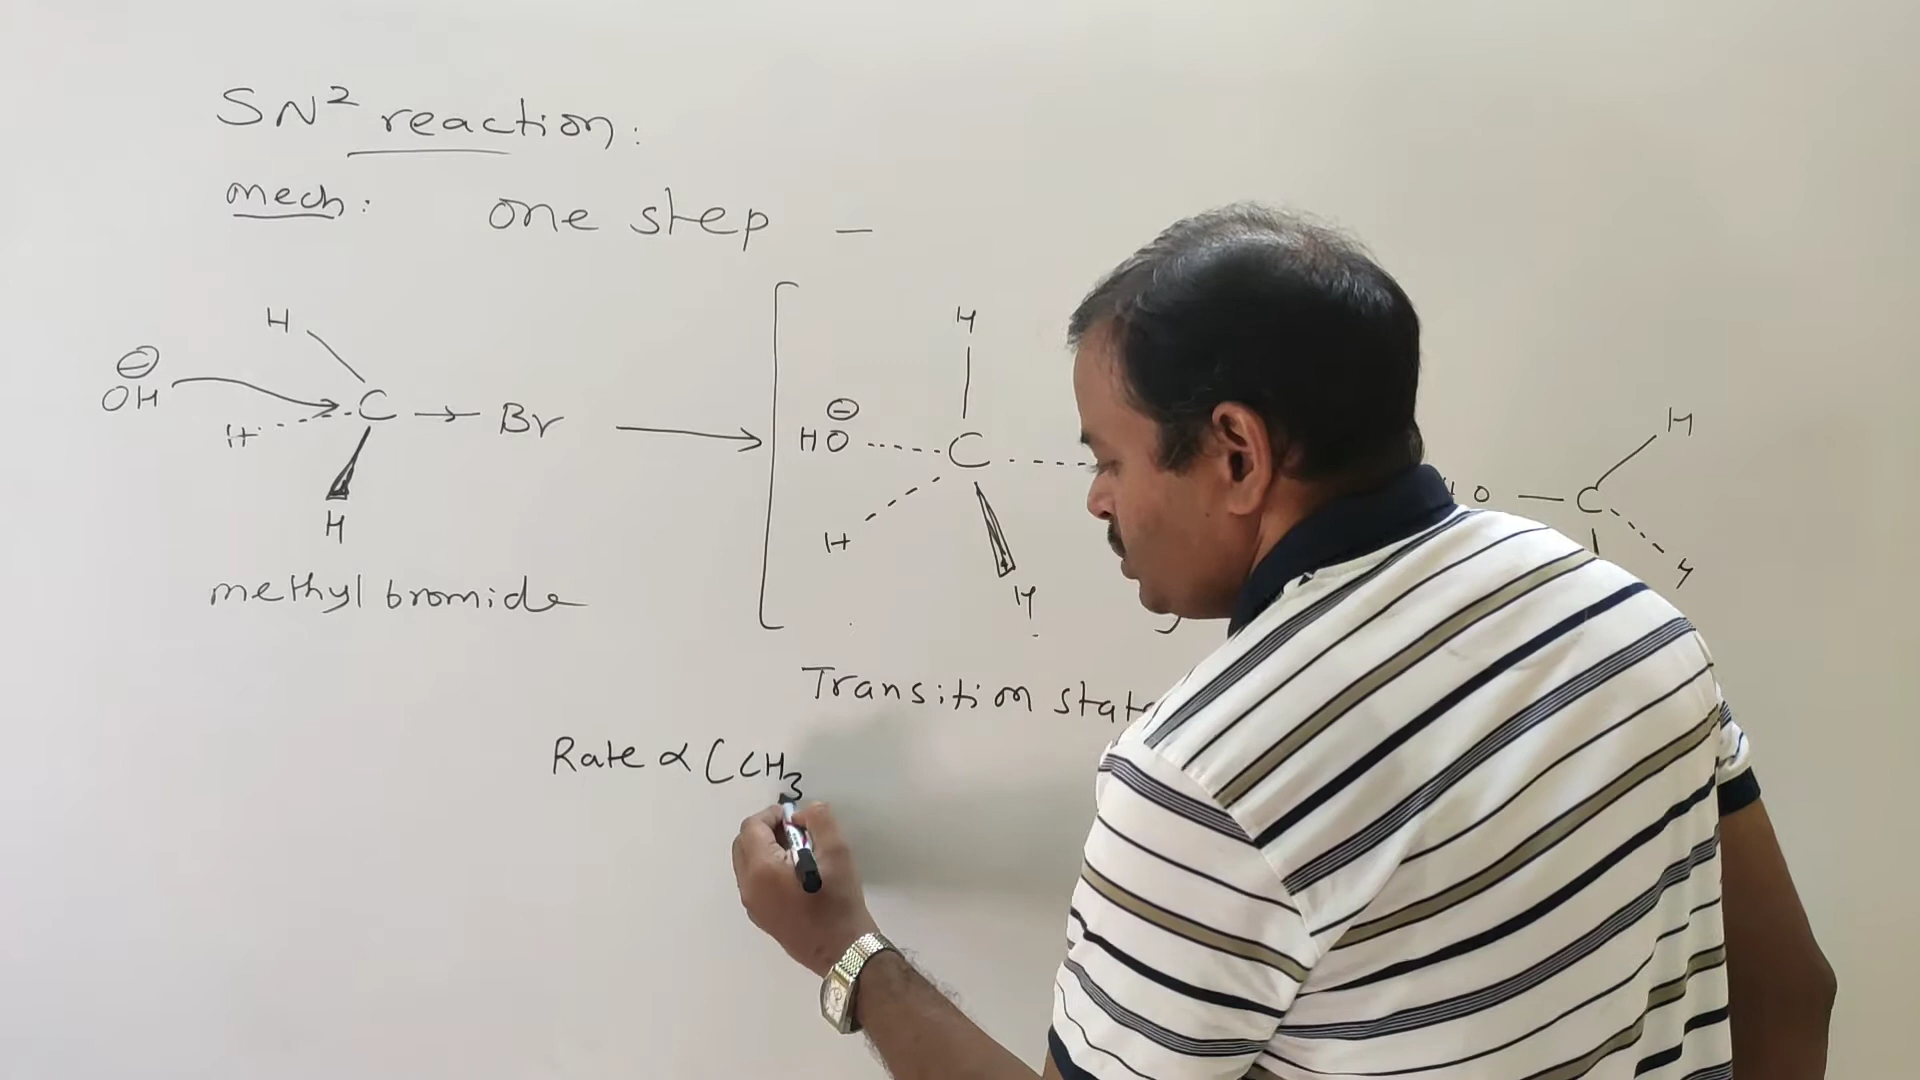 SN² reaction:
mech: one step –
H
⊖
OH C → Br
H
H
methyl bromide
H
⊖
HO C
H
H
Transition state
H
O — C
H
Rate ∝ [CH₃